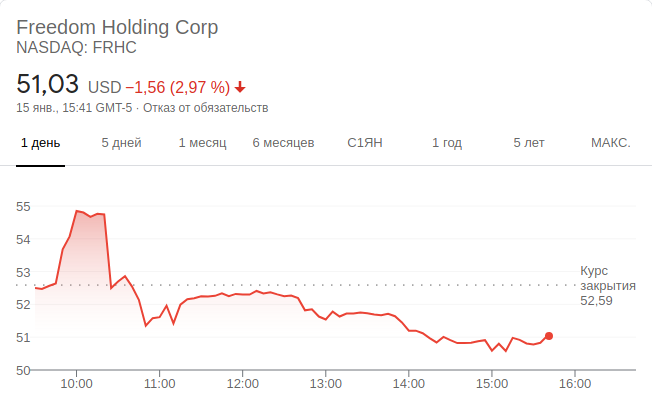 Freedom Holding Corp
NASDAQ: FRHC
51,03 USD −1,56 (2,97 %)
15 янв., 15:41 GMT-5 · Отказ от обязательств
1 день 5 дней 1 месяц 6 месяцев С1ЯН 1 год 5 лет МАКС.
55
54
53
52
51
50
Курс
закрытия
52,59
10:00 11:00 12:00 13:00 14:00 15:00 16:00